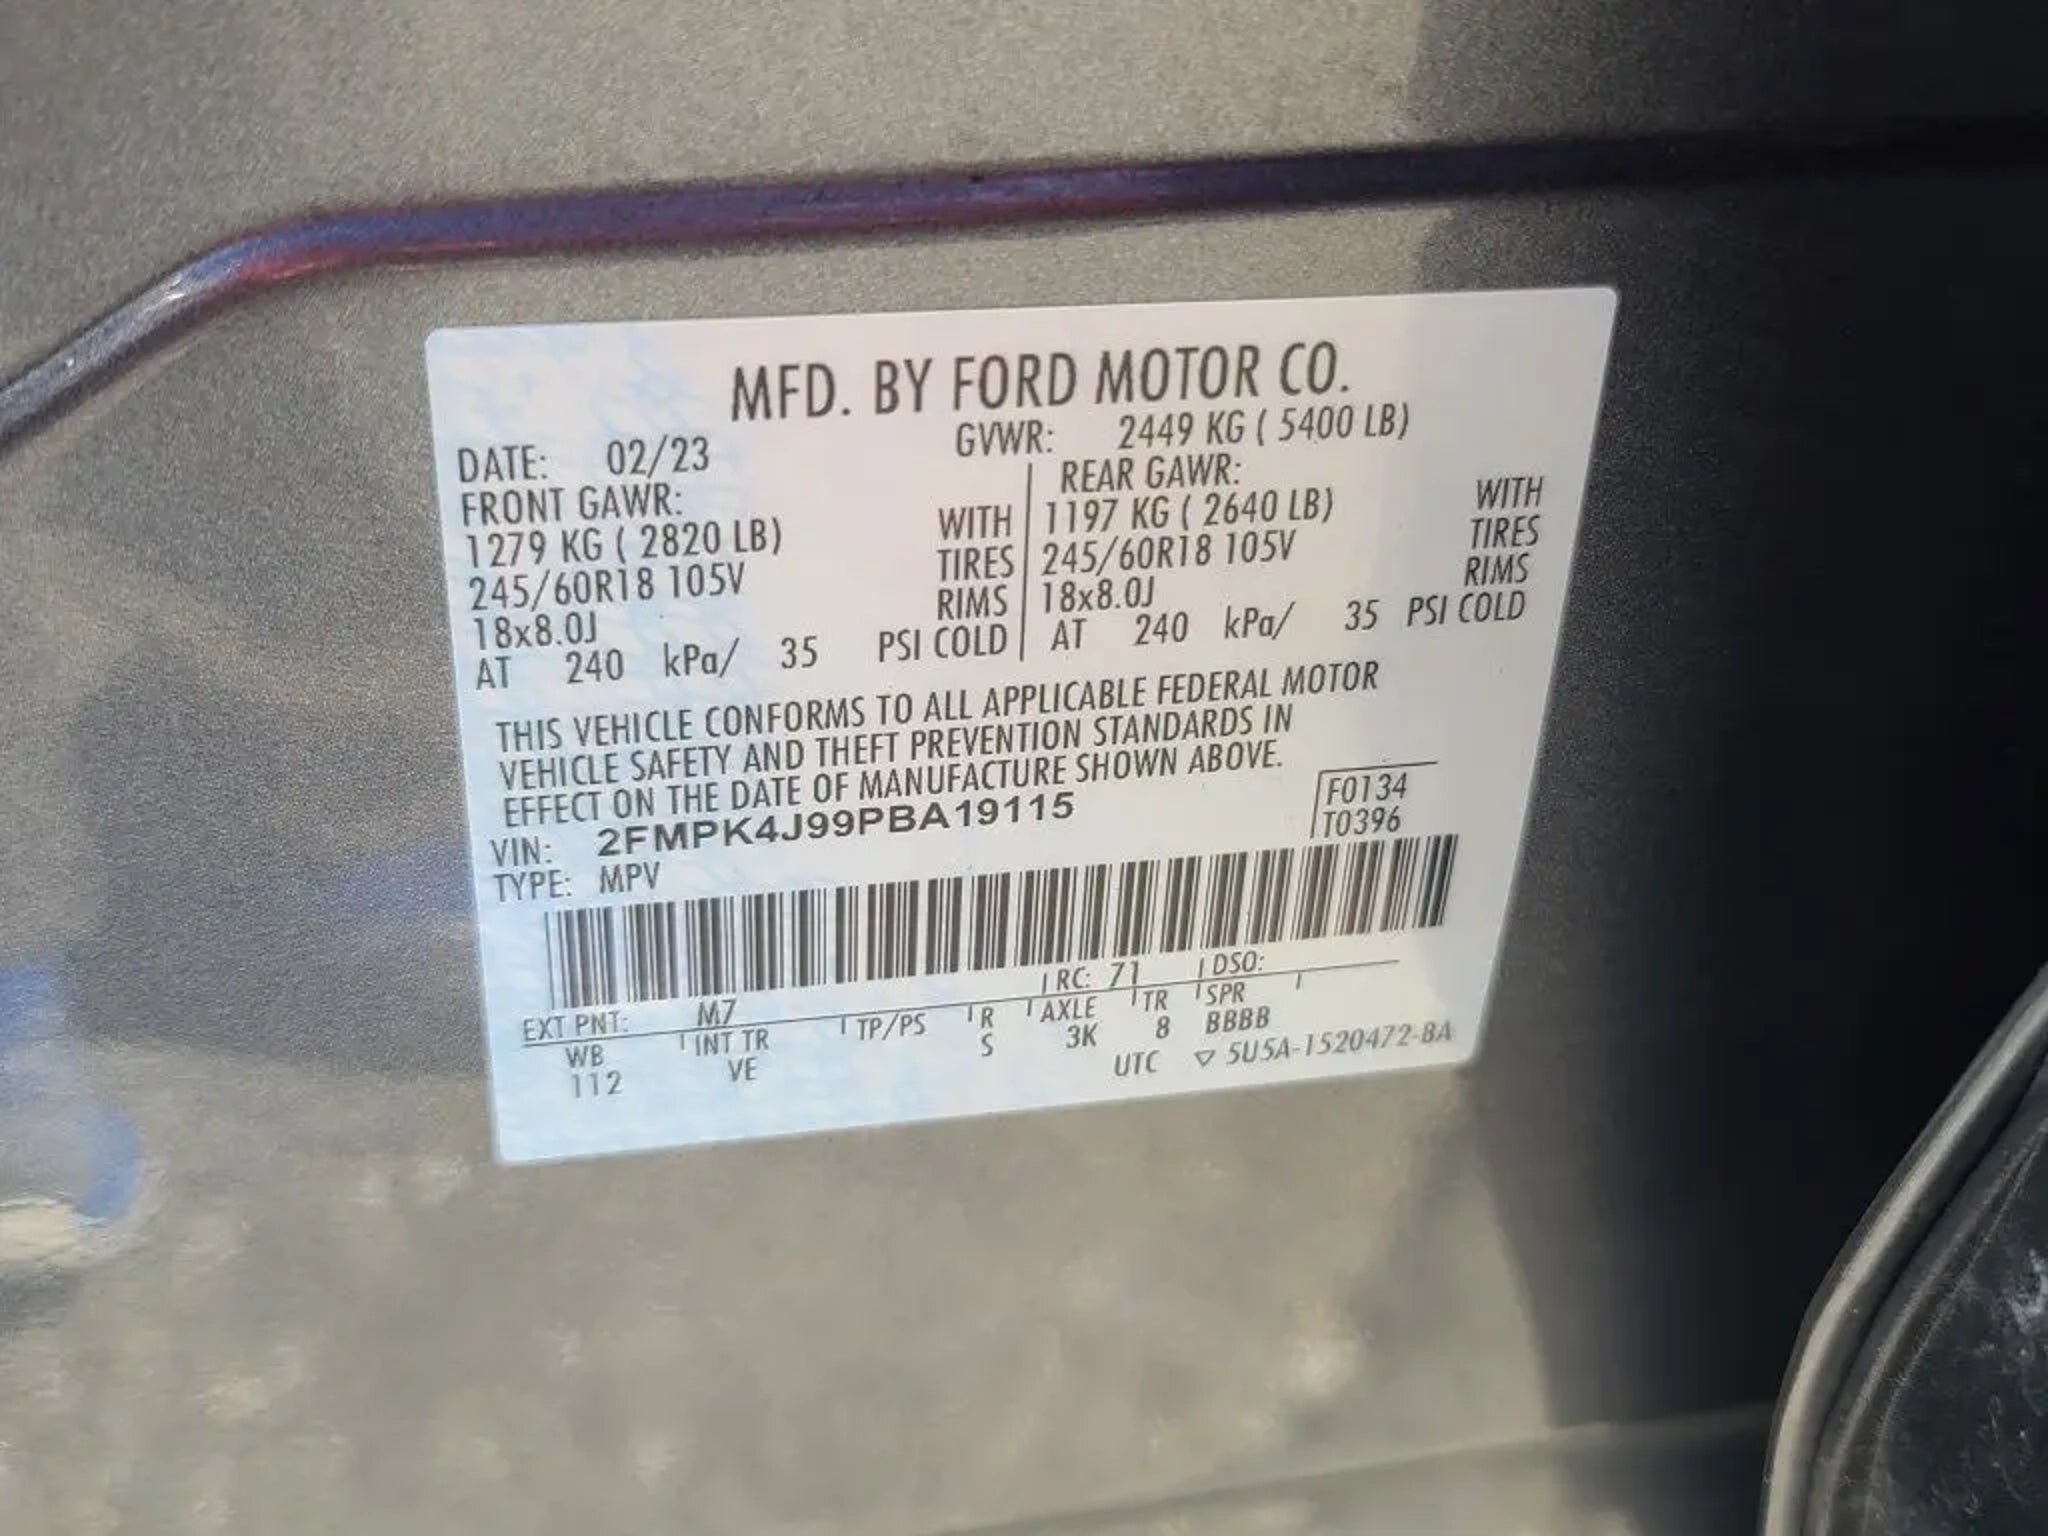 MFD. BY FORD MOTOR CO.
DATE: 02/23 GVWR: 2449 KG ( 5400 LB)
FRONT GAWR: REAR GAWR:
1279 KG ( 2820 LB) WITH 1197 KG ( 2640 LB) WITH
245/60R18 105V TIRES 245/60R18 105V TIRES
18x8.0J RIMS 18x8.0J RIMS
AT 240 kPa/ 35 PSI COLD AT 240 kPa/ 35 PSI COLD
THIS VEHICLE CONFORMS TO ALL APPLICABLE FEDERAL MOTOR
VEHICLE SAFETY AND THEFT PREVENTION STANDARDS IN
EFFECT ON THE DATE OF MANUFACTURE SHOWN ABOVE.
VIN: 2FMPK4J99PBA19115 F0134
TYPE: MPV T0396
EXT PNT: M7 RC: 71 DSO:
WB INT TR TP/PS R AXLE TR SPR
112 VE S 3K 8 BBBB
UTC ▽ 5U5A-1520472-BA